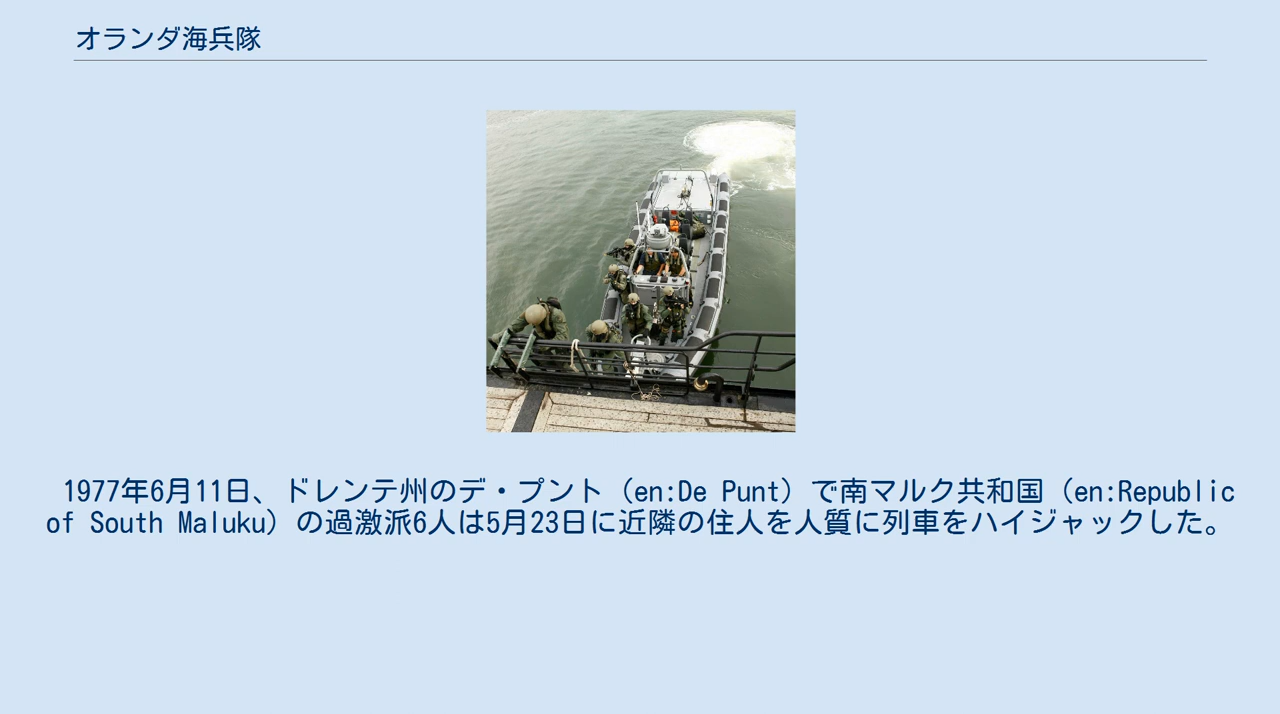 オランダ海兵隊
1977年6月11日、ドレンテ州のデ・プント（en:De Punt）で南マルク共和国（en:Republic
of South Maluku）の過激派6人は5月23日に近隣の住人を人質に列車をハイジャックした。